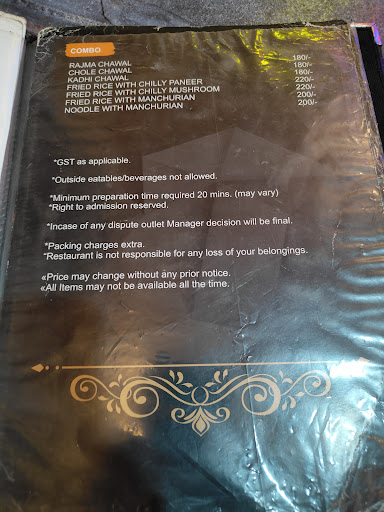 COMBO
RAJMA CHAWAL 180/-
CHOLE CHAWAL 180/-
KADHI CHAWAL 180/-
FRIED RICE WITH CHILLY PANEER 220/-
FRIED RICE WITH CHILLY MUSHROOM 220/-
FRIED RICE WITH MANCHURIAN 200/-
NOODLE WITH MANCHURIAN 200/-
*GST as applicable.
*Outside eatables/beverages not allowed.
*Minimum preparation time required 20 mins. (may vary)
*Right to admission reserved.
*Incase of any dispute outlet Manager decision will be final.
*Packing charges extra.
*Restaurant is not responsible for any loss of your belongings.
«Price may change without any prior notice.
«All Items may not be available all the time.